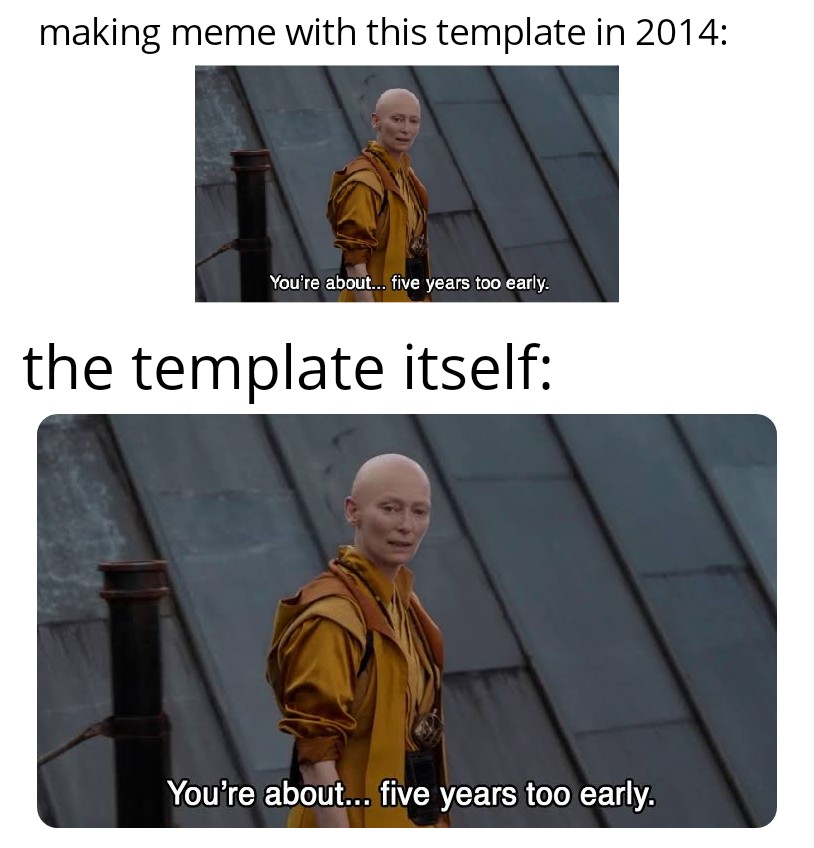 making meme with this template in 2014:
You're about... five years too early.
the template itself:
You're about... five years too early.